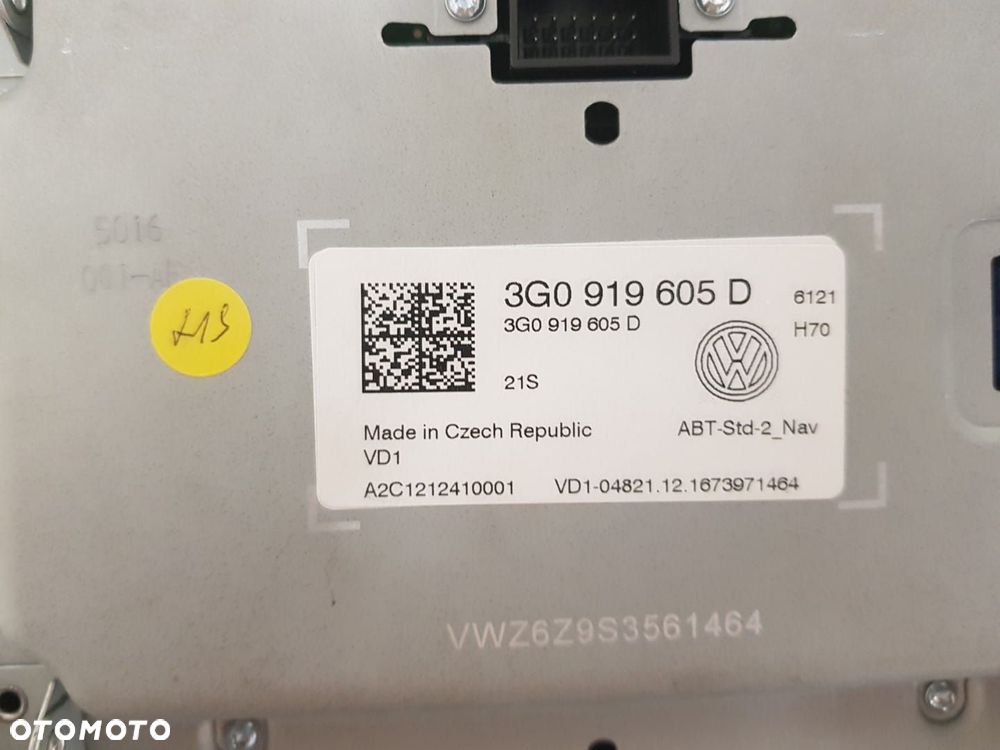 5016
3G0 919 605 D
6121
3G0 919 605 D
H70
21S
Made in Czech Republic
ABT-Std-2_Nav
VD1
A2C1212410001
VD1-04821.12.1673971464
VWZ6Z9S3561464
OTOMOTO